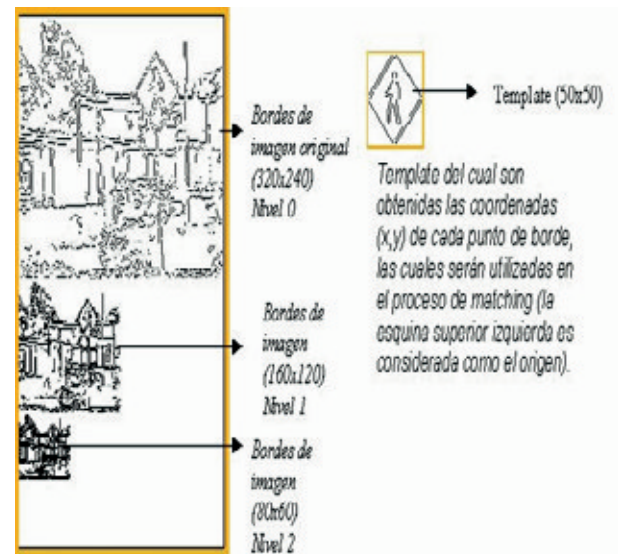 Bordes de
imagen original
(320x240)
Nivel 0
Template (50x50)
Template del cual son
obtenidas las coordenadas
(x,y) de cada punto de borde,
las cuales serán utilizadas en
el proceso de matching (la
esquina superior izquierda es
considerada como el origen).
Bordes de
imagen
(160x120)
Nivel 1
Bordes de
imagen
(80x60)
Nivel 2